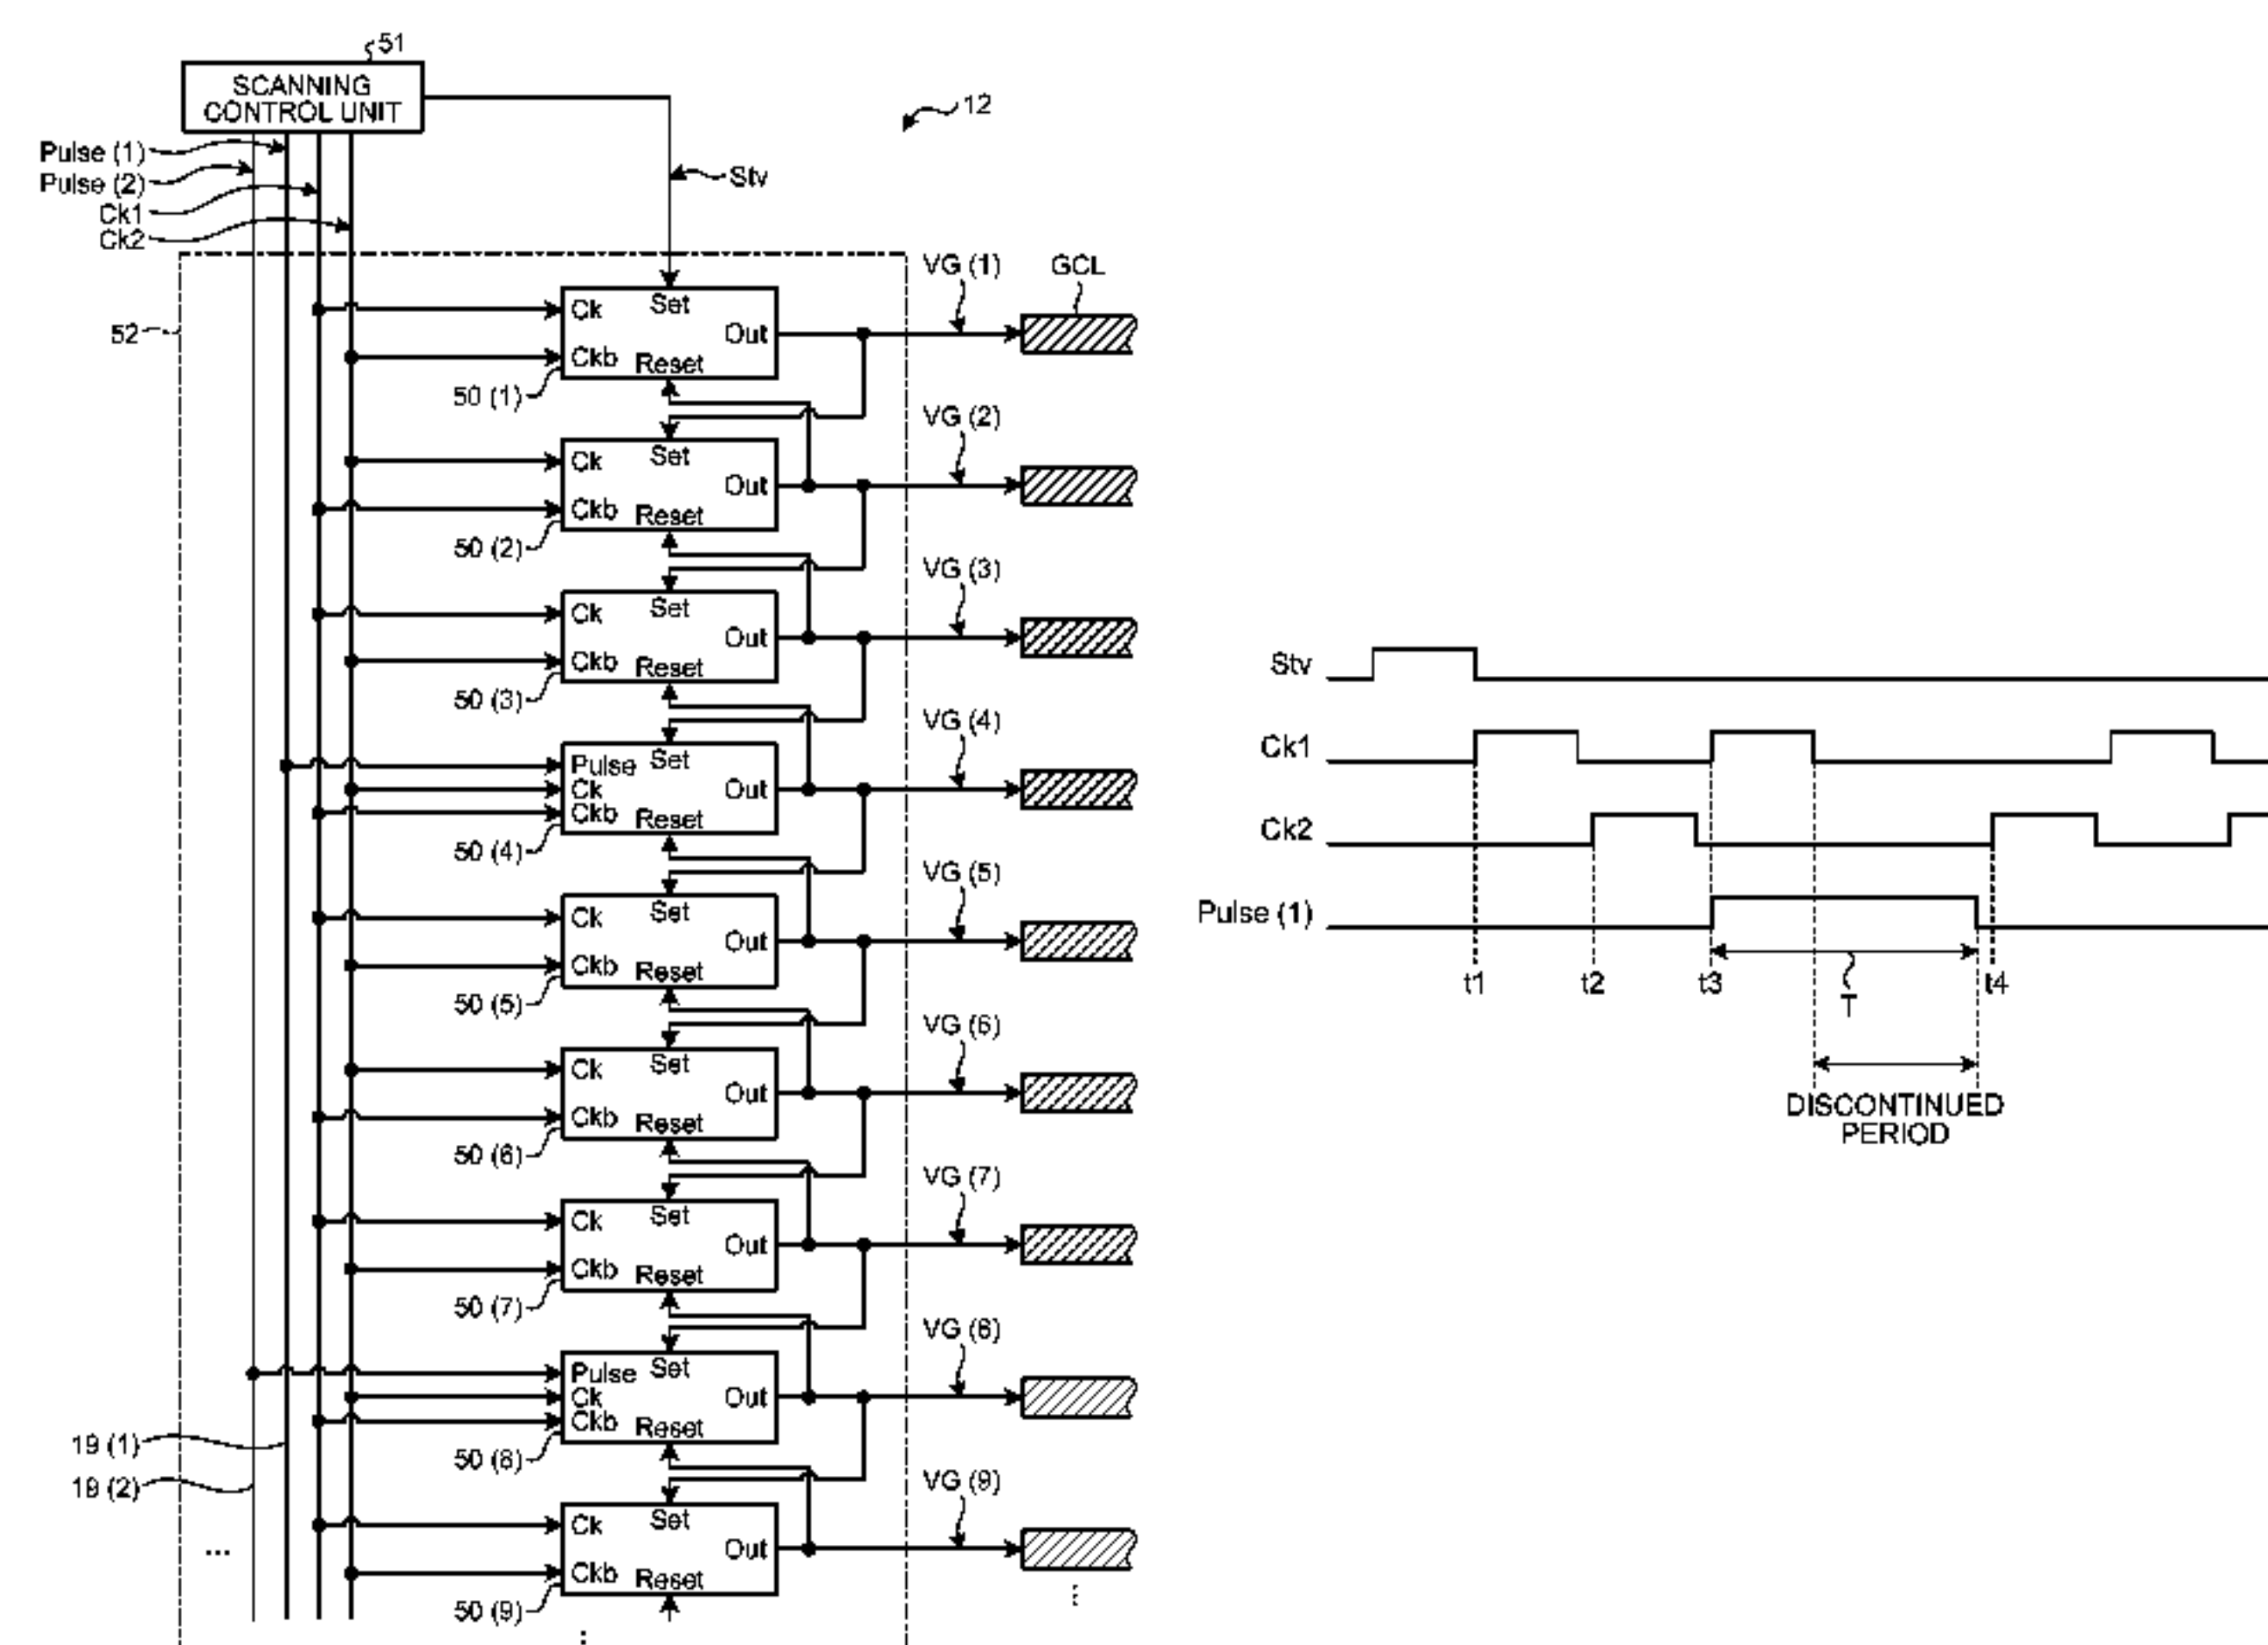 51
SCANNING
CONTROL UNIT
12
Pulse (1)
Pulse (2)
Ck1
Ck2
Stv
52
Ck Set Out
Ckb Reset
50 (1)
VG (1)
GCL
Ck Set Out
Ckb Reset
50 (2)
VG (2)
Ck Set Out
Ckb Reset
50 (3)
VG (3)
Pulse Set
Ck Out
Ckb Reset
50 (4)
VG (4)
Ck Set Out
Ckb Reset
50 (5)
VG (5)
Ck Set Out
Ckb Reset
50 (6)
VG (6)
Ck Set Out
Ckb Reset
50 (7)
VG (7)
Pulse Set
Ck Out
Ckb Reset
50 (8)
VG (8)
19 (1)
19 (2)
...
Ck Set Out
Ckb Reset
50 (9)
VG (9)
Stv
Ck1
Ck2
Pulse (1)
t1 t2 t3 T t4
DISCONTINUED
PERIOD